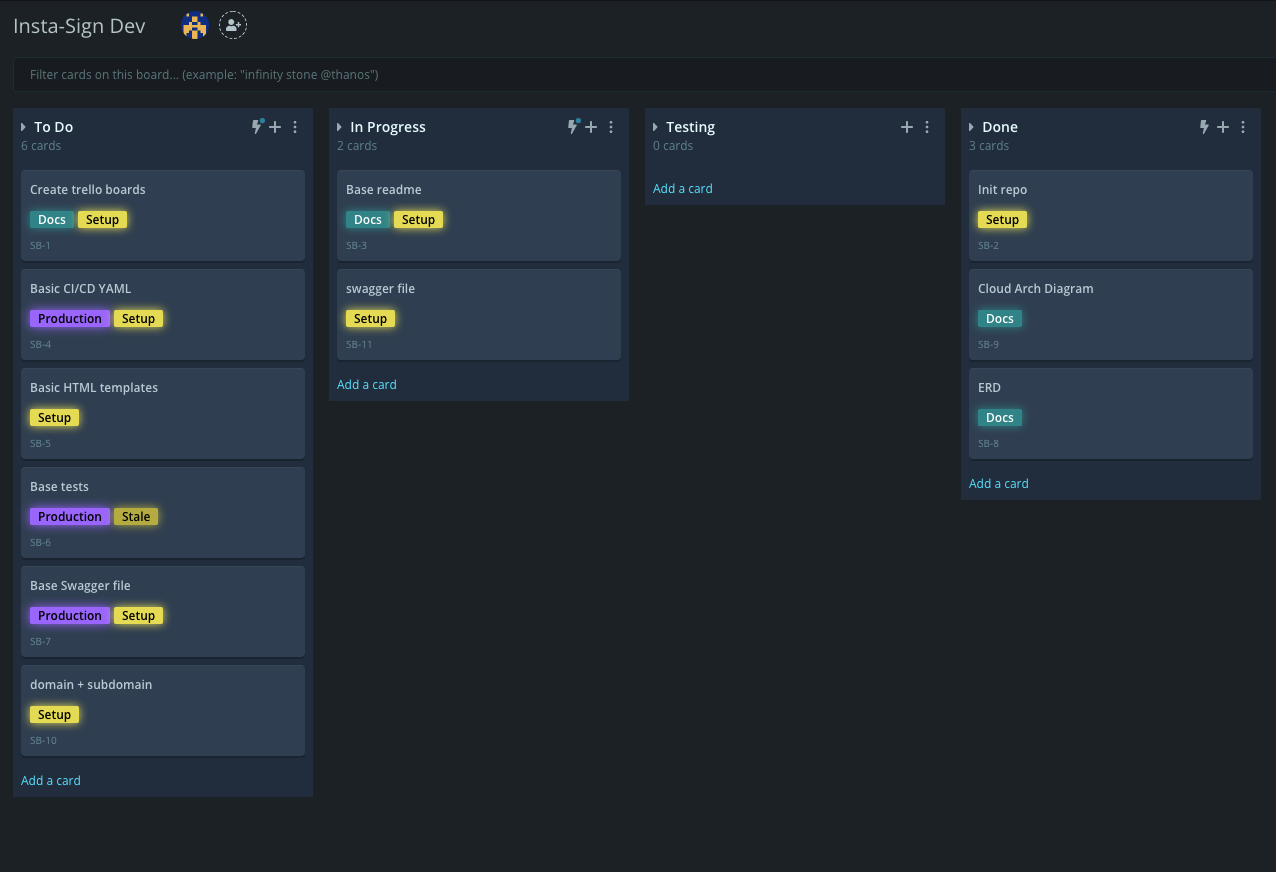 Insta-Sign Dev
Filter cards on this board... (example: "infinity stone @thanos")
To Do
6 cards
Create trello boards
Docs Setup
SB-1
Basic CI/CD YAML
Production Setup
SB-4
Basic HTML templates
Setup
SB-5
Base tests
Production Stale
SB-6
Base Swagger file
Production Setup
SB-7
domain + subdomain
Setup
SB-10
Add a card
In Progress
2 cards
Base readme
Docs Setup
SB-3
swagger file
Setup
SB-11
Add a card
Testing
0 cards
Add a card
Done
3 cards
Init repo
Setup
SB-2
Cloud Arch Diagram
Docs
SB-9
ERD
Docs
SB-8
Add a card